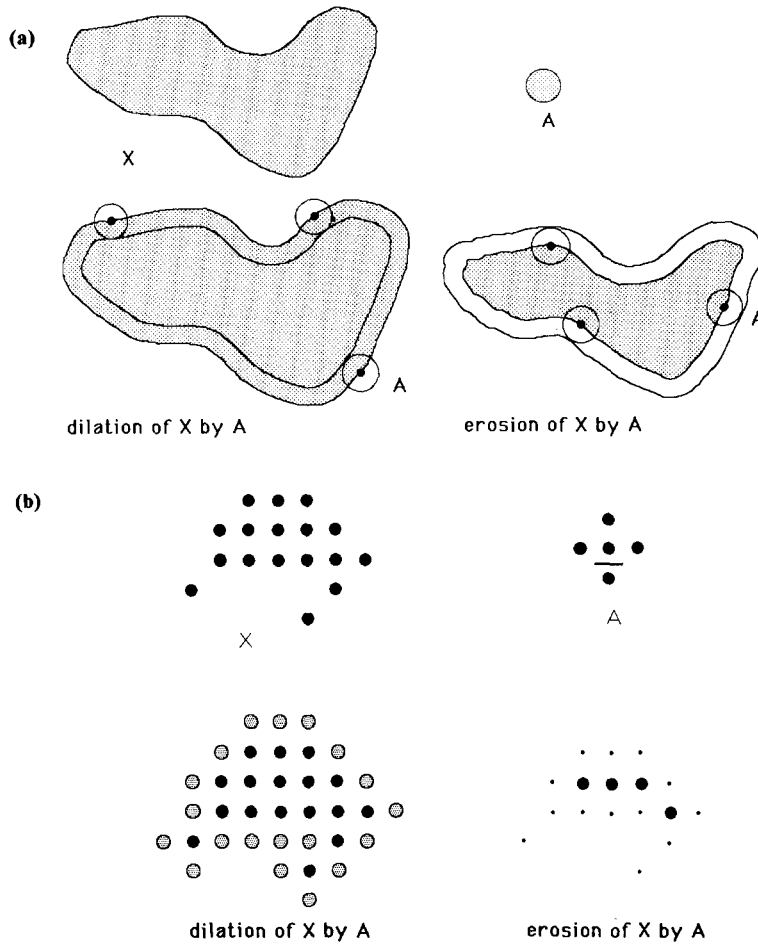 (a)
X
A
A
A
dilation of X by A
erosion of X by A
(b)
X
A
dilation of X by A
erosion of X by A